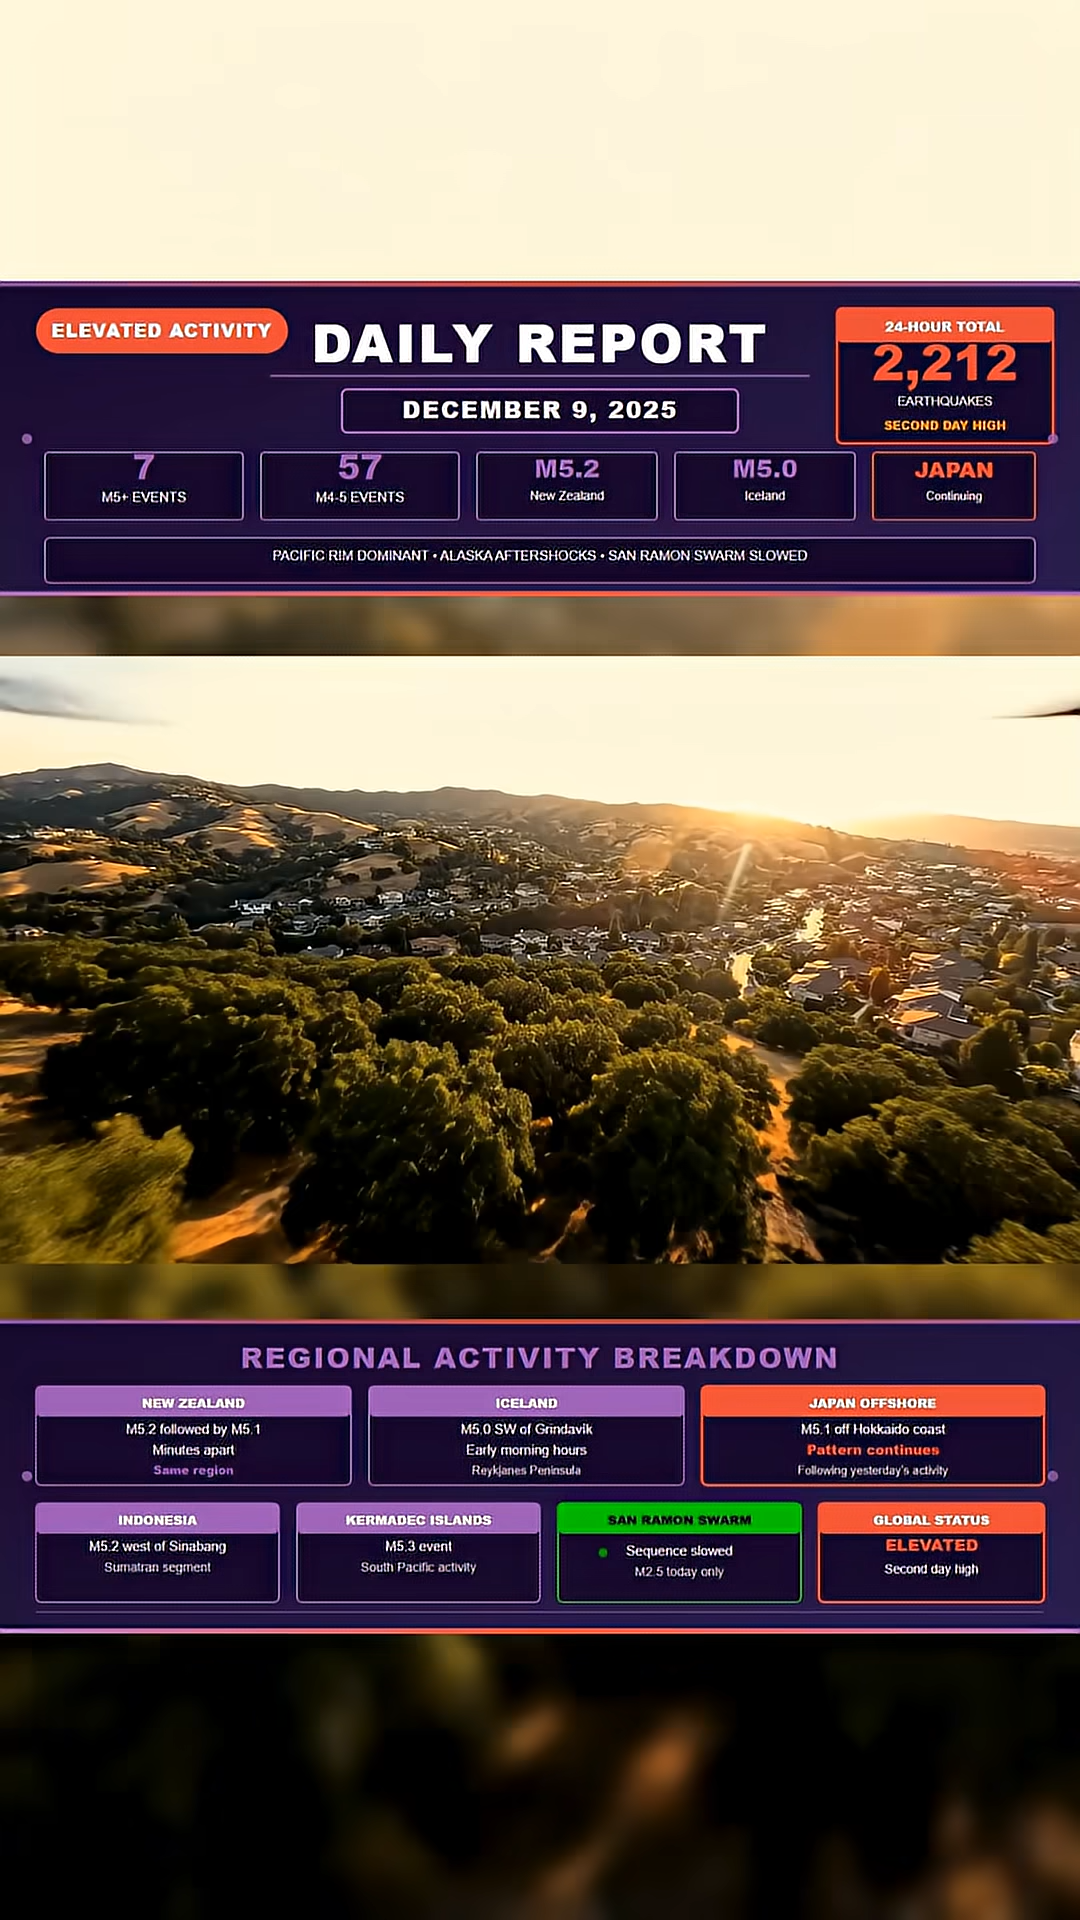 ELEVATED ACTIVITY
DAILY REPORT
DECEMBER 9, 2025
24-HOUR TOTAL
2,212
EARTHQUAKES
SECOND DAY HIGH
7
M5+ EVENTS
57
M4-5 EVENTS
M5.2
New Zealand
M5.0
Iceland
JAPAN
Continuing
PACIFIC RIM DOMINANT • ALASKA AFTERSHOCKS • SAN RAMON SWARM SLOWED
REGIONAL ACTIVITY BREAKDOWN
NEW ZEALAND
M5.2 followed by M5.1
Minutes apart
Same region
ICELAND
M5.0 SW of Grindavik
Early morning hours
Reykjanes Peninsula
JAPAN OFFSHORE
M5.1 off Hokkaido coast
Pattern continues
Following yesterday's activity
INDONESIA
M5.2 west of Sinabang
Sumatran segment
KERMADEC ISLANDS
M5.3 event
South Pacific activity
SAN RAMON SWARM
Sequence slowed
M2.5 today only
GLOBAL STATUS
ELEVATED
Second day high